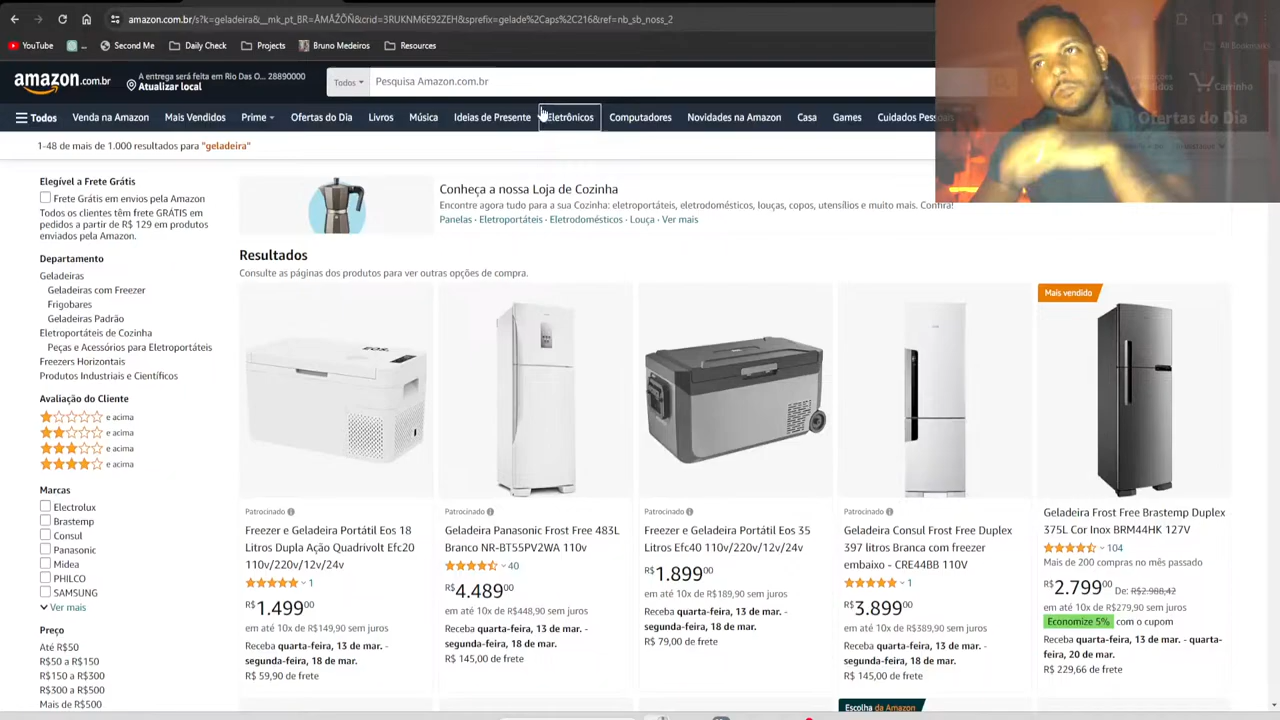 amazon.com.br/s?k=geladeira&__mk_pt_BR=ÅMÅŽÕÑ&crid=3RUKNM6E92ZEH&sprefix=gelade%2Caps%2C216&ref=nb_sb_noss_2
YouTube
Second Me
Daily Check
Projects
Bruno Medeiros
Resources
All Bookmarks
amazon.com.br
A entrega será feita em Rio Das O... 28890000
Atualizar local
Todos
Pesquisa Amazon.com.br
Carrinho
Todos
Venda na Amazon
Mais Vendidos
Prime
Ofertas do Dia
Livros
Música
Ideias de Presente
Eletrônicos
Computadores
Novidades na Amazon
Casa
Games
Cuidados Pessoais
Ofertas do Dia
1-48 de mais de 1.000 resultados para "geladeira"
Elegível a Frete Grátis
Frete Grátis em envios pela Amazon
Todos os clientes têm frete GRÁTIS em
pedidos a partir de R$ 129 em produtos
enviados pela Amazon.
Departamento
Geladeiras
Geladeiras com Freezer
Frigobares
Geladeiras Padrão
Eletroportáteis de Cozinha
Peças e Acessórios para Eletroportáteis
Freezers Horizontais
Produtos Industriais e Científicos
Avaliação do Cliente
e acima
e acima
e acima
e acima
Marcas
Electrolux
Brastemp
Consul
Panasonic
Midea
PHILCO
SAMSUNG
Ver mais
Preço
Até R$50
R$50 a R$150
R$150 a R$300
R$300 a R$500
Mais de R$500
Conheça a nossa Loja de Cozinha
Encontre agora tudo para a sua Cozinha: eletroportáteis, eletrodomésticos, louças, copos, utensílios e muito mais. Confira!
Panelas · Eletroportáteis · Eletrodomésticos · Louça · Ver mais
Resultados
Consulte as páginas dos produtos para ver outras opções de compra.
EOS.
Patrocinado
Freezer e Geladeira Portátil Eos 18
Litros Dupla Ação Quadrivolt Efc20
110v/220v/12v/24v
1
R$1.49900
em até 10x de R$149,90 sem juros
Receba quarta-feira, 13 de mar. -
segunda-feira, 18 de mar.
R$ 59,90 de frete
Patrocinado
Geladeira Panasonic Frost Free 483L
Branco NR-BT55PV2WA 110v
40
R$4.48900
em até 10x de R$448,90 sem juros
Receba quarta-feira, 13 de mar. -
segunda-feira, 18 de mar.
R$ 145,00 de frete
Patrocinado
Freezer e Geladeira Portátil Eos 35
Litros Efc40 110v/220v/12v/24v
R$1.89900
em até 10x de R$189,90 sem juros
Receba quarta-feira, 13 de mar. -
segunda-feira, 18 de mar.
R$ 79,00 de frete
Patrocinado
Geladeira Consul Frost Free Duplex
397 litros Branca com freezer
embaixo - CRE44BB 110V
1
R$3.89900
em até 10x de R$389,90 sem juros
Receba quarta-feira, 13 de mar. -
segunda-feira, 18 de mar.
R$ 145,00 de frete
Escolha da Amazon
Mais vendido
Geladeira Frost Free Brastemp Duplex
375L Cor Inox BRM44HK 127V
104
Mais de 200 compras no mês passado
R$2.79900 De: R$2.988,42
em até 10x de R$279,90 sem juros
Economize 5% com o cupom
Receba quarta-feira, 13 de mar. - quarta-
feira, 20 de mar.
R$ 229,66 de frete